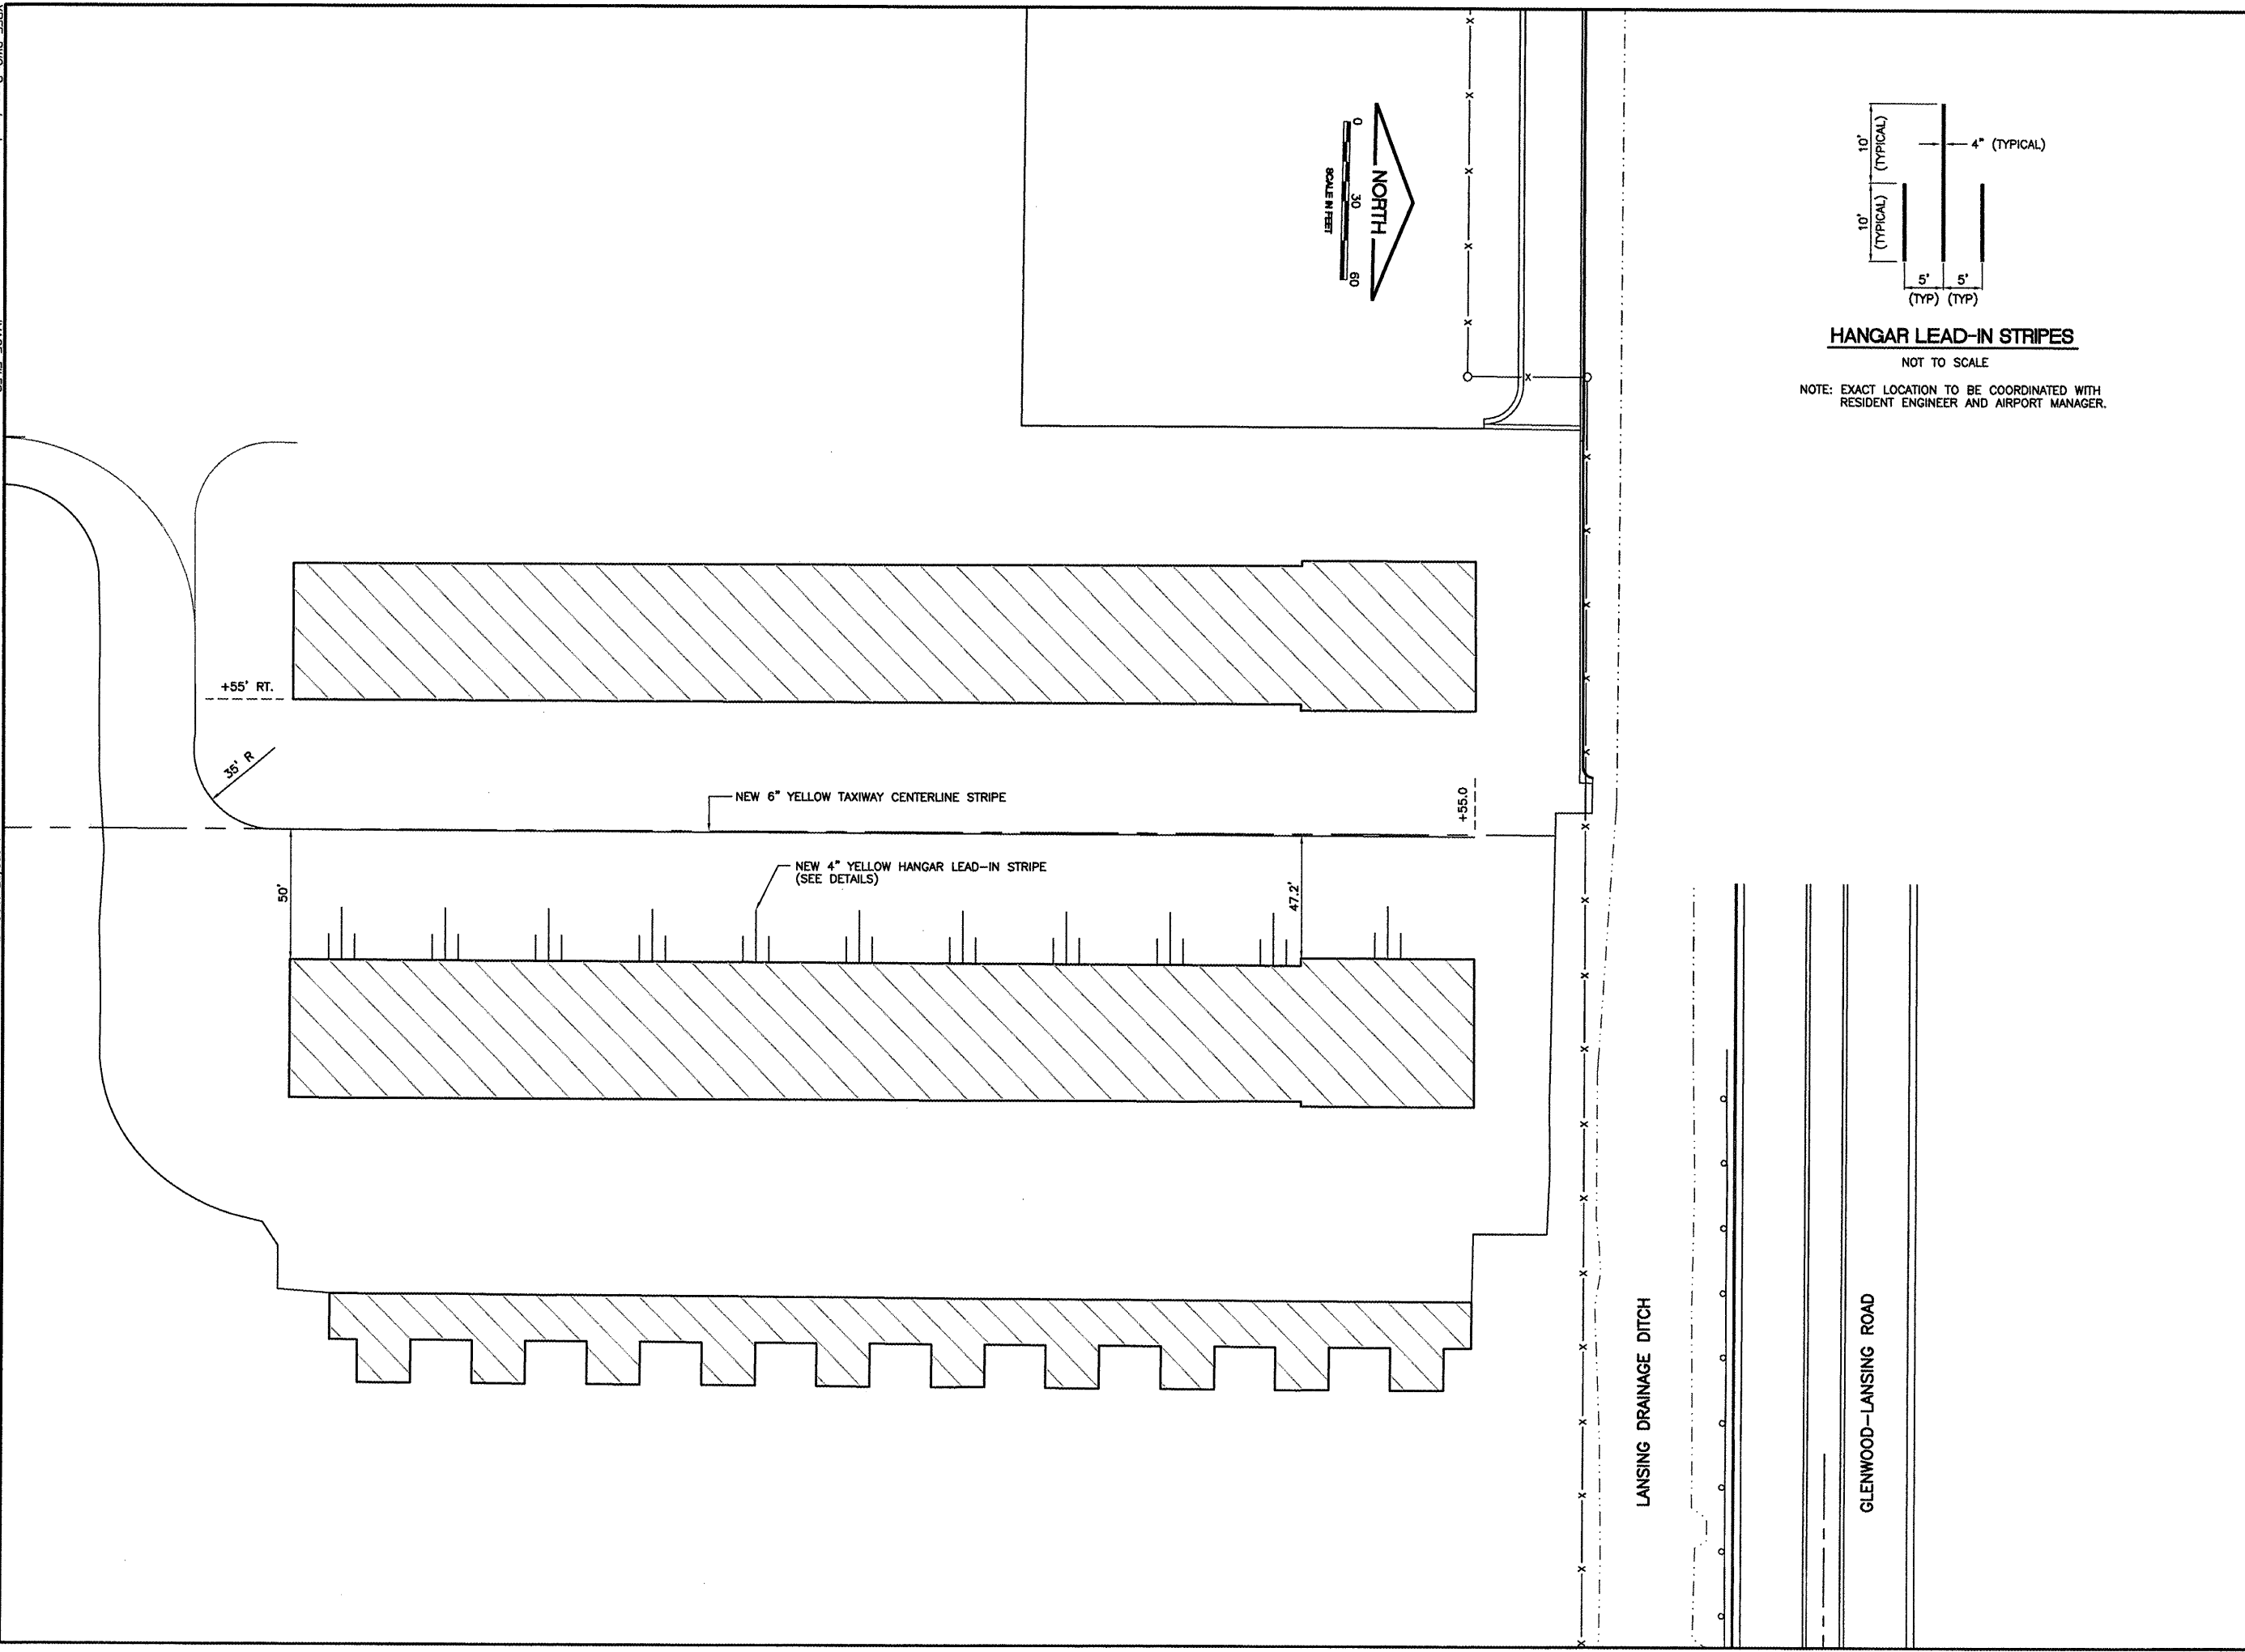 0
30
60
SCALE IN FEET
NORTH
10'
(TYPICAL)
10'
(TYPICAL)
4" (TYPICAL)
5'
(TYP)
5'
(TYP)
HANGAR LEAD-IN STRIPES
NOT TO SCALE
NOTE: EXACT LOCATION TO BE COORDINATED WITH
RESIDENT ENGINEER AND AIRPORT MANAGER.
+55' RT.
35' R
NEW 6" YELLOW TAXIWAY CENTERLINE STRIPE
+55.0
NEW 4" YELLOW HANGAR LEAD-IN STRIPE
(SEE DETAILS)
50'
47.2'
LANSING DRAINAGE DITCH
GLENWOOD-LANSING ROAD